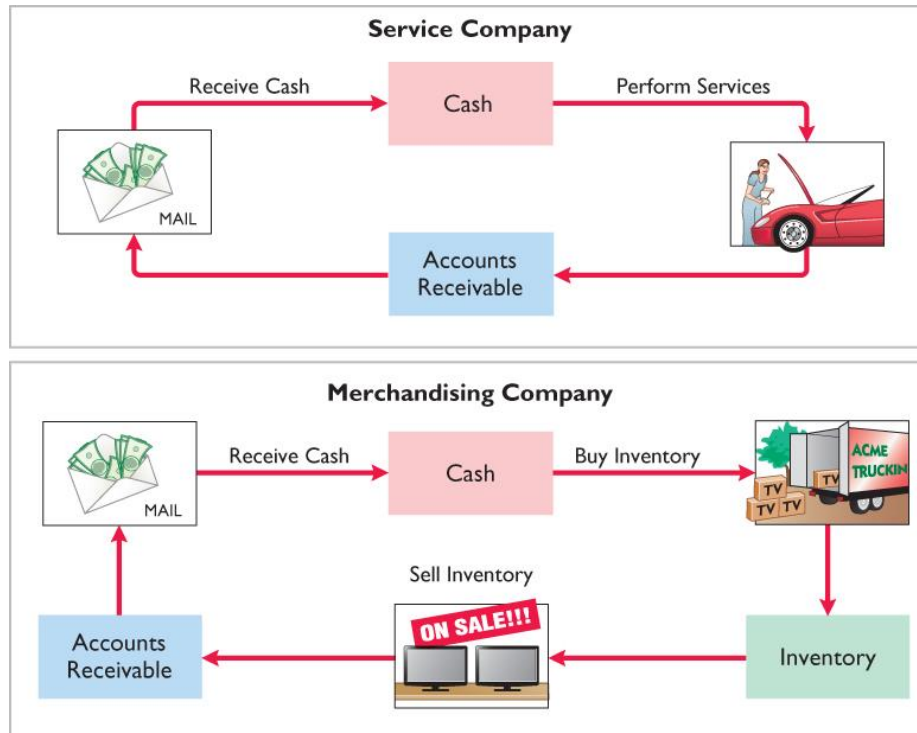 Service Company
Receive Cash
Cash
Perform Services
MAIL
Accounts
Receivable
Merchandising Company
Receive Cash
Cash
Buy Inventory
MAIL
ACME
TRUCKIN
TV
TV
TV
TV
Sell Inventory
ON SALE!!!
Accounts
Receivable
Inventory